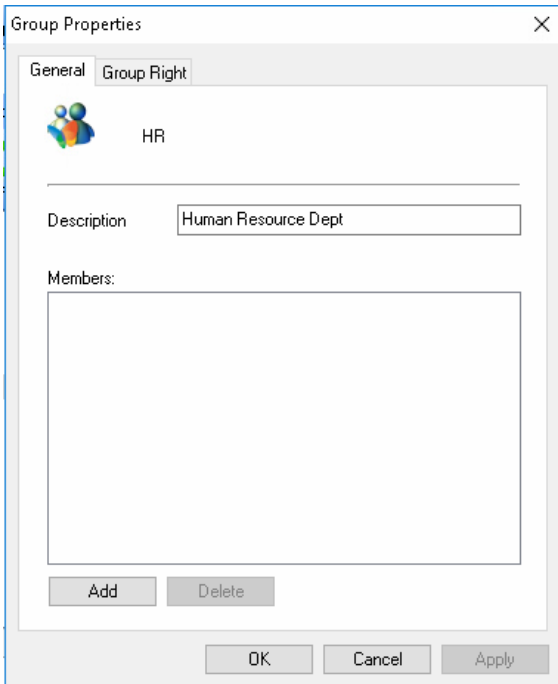 Group Properties
General Group Right
HR
Description Human Resource Dept
Members:
Add Delete
OK Cancel Apply